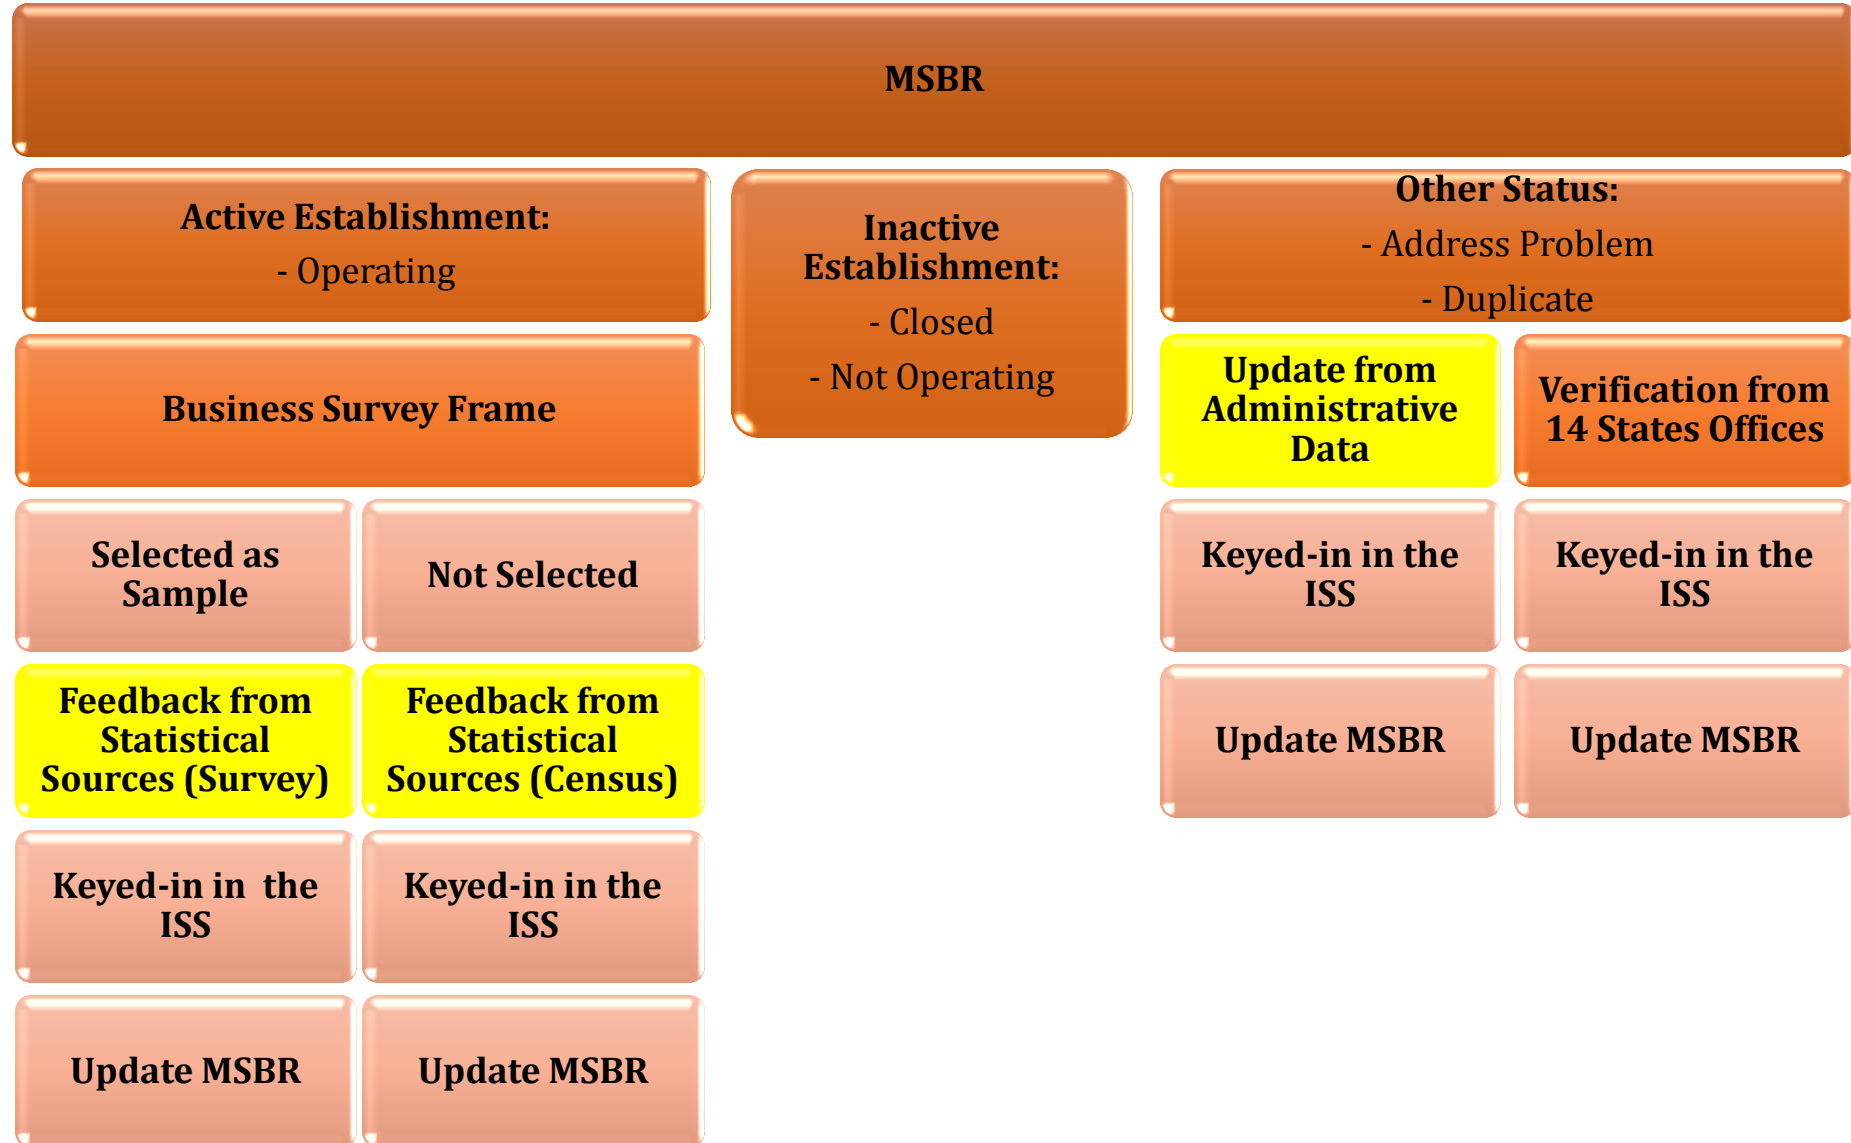 MSBR
Active Establishment:
- Operating
Inactive
Establishment:
- Closed
- Not Operating
Other Status:
- Address Problem
- Duplicate
Business Survey Frame
Update from
Administrative
Data
Verification from
14 States Offices
Selected as
Sample
Not Selected
Keyed-in in the
ISS
Keyed-in in the
ISS
Feedback from
Statistical
Sources (Survey)
Feedback from
Statistical
Sources (Census)
Update MSBR
Update MSBR
Keyed-in in  the
ISS
Keyed-in in the
ISS
Update MSBR
Update MSBR